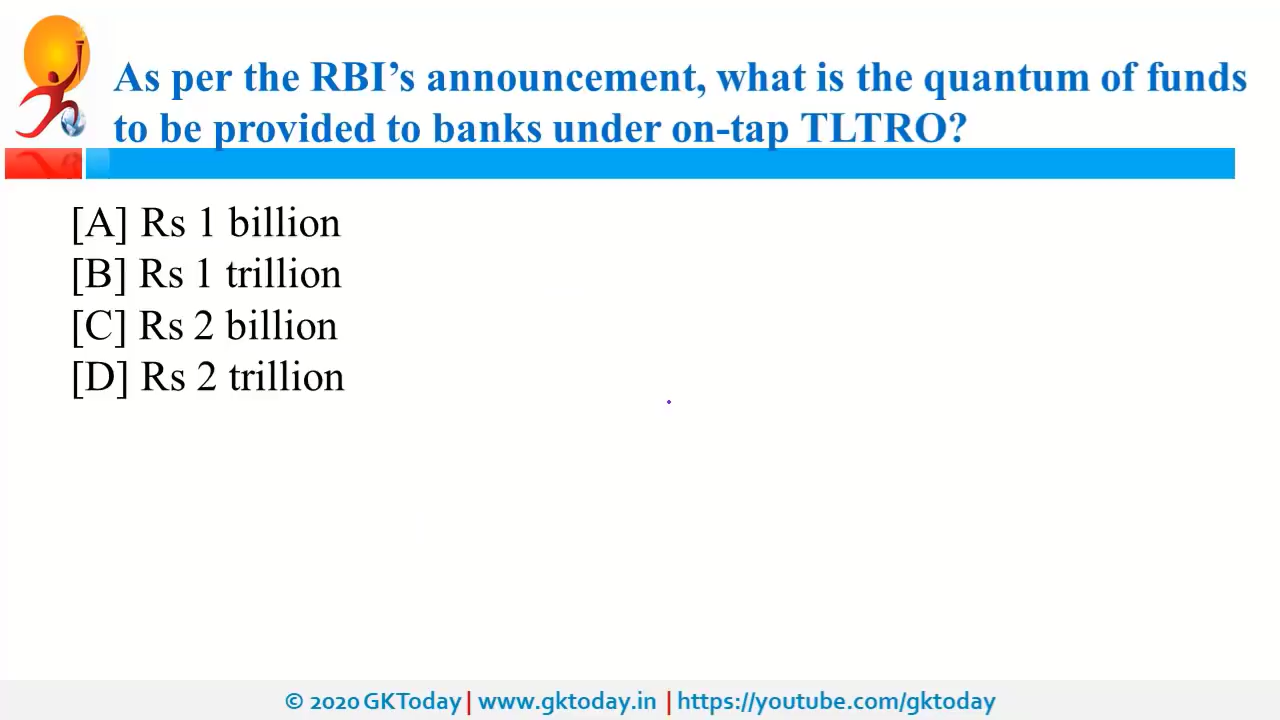 As per the RBI’s announcement, what is the quantum of funds
to be provided to banks under on-tap TLTRO?
[A] Rs 1 billion
[B] Rs 1 trillion
[C] Rs 2 billion
[D] Rs 2 trillion
© 2020 GKToday | www.gktoday.in | https://youtube.com/gktoday